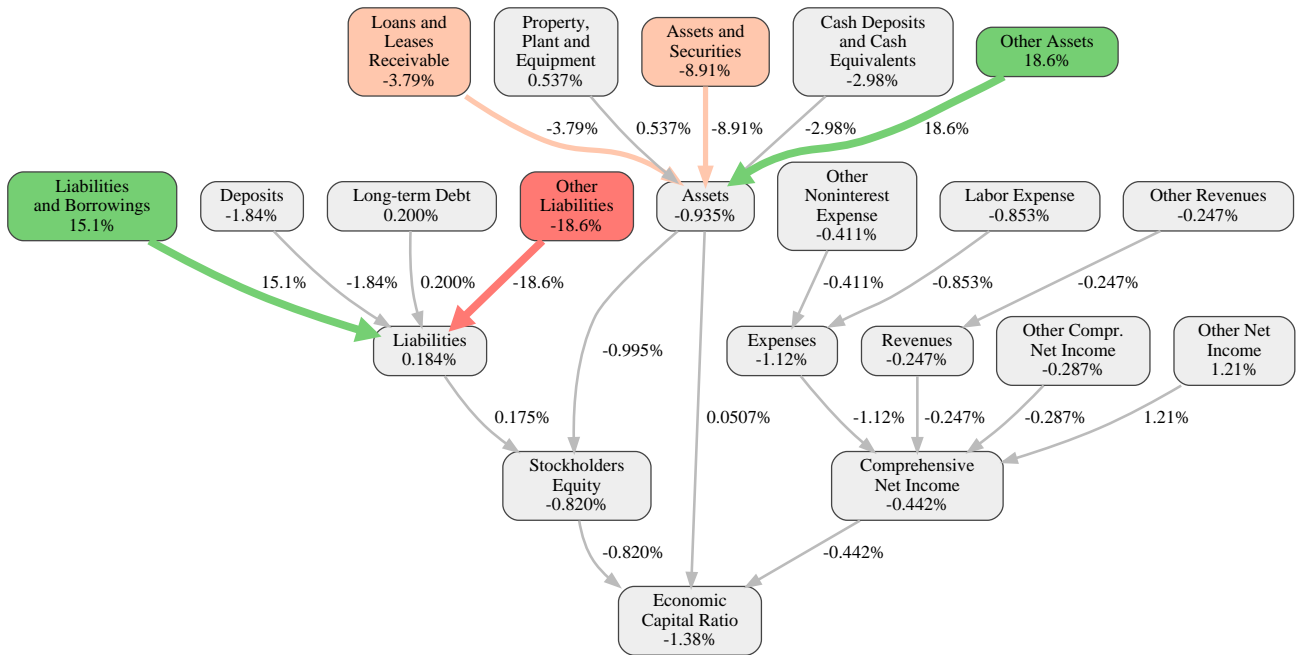 Loans and
Leases
Receivable
-3.79%
Property,
Plant and
Equipment
0.537%
Assets and
Securities
-8.91%
Cash Deposits
and Cash
Equivalents
-2.98%
Other Assets
18.6%
-3.79%
0.537%
-8.91%
-2.98%
18.6%
Liabilities
and Borrowings
15.1%
Deposits
-1.84%
Long-term Debt
0.200%
Other
Liabilities
-18.6%
Assets
-0.935%
Other
Noninterest
Expense
-0.411%
Labor Expense
-0.853%
Other Revenues
-0.247%
15.1%
-1.84%
0.200%
-18.6%
-0.411%
-0.853%
-0.247%
Liabilities
0.184%
-0.995%
Expenses
-1.12%
Revenues
-0.247%
Other Compr.
Net Income
-0.287%
Other Net
Income
1.21%
0.175%
0.0507%
-1.12%
-0.247%
-0.287%
1.21%
Stockholders
Equity
-0.820%
Comprehensive
Net Income
-0.442%
-0.820%
-0.442%
Economic
Capital Ratio
-1.38%